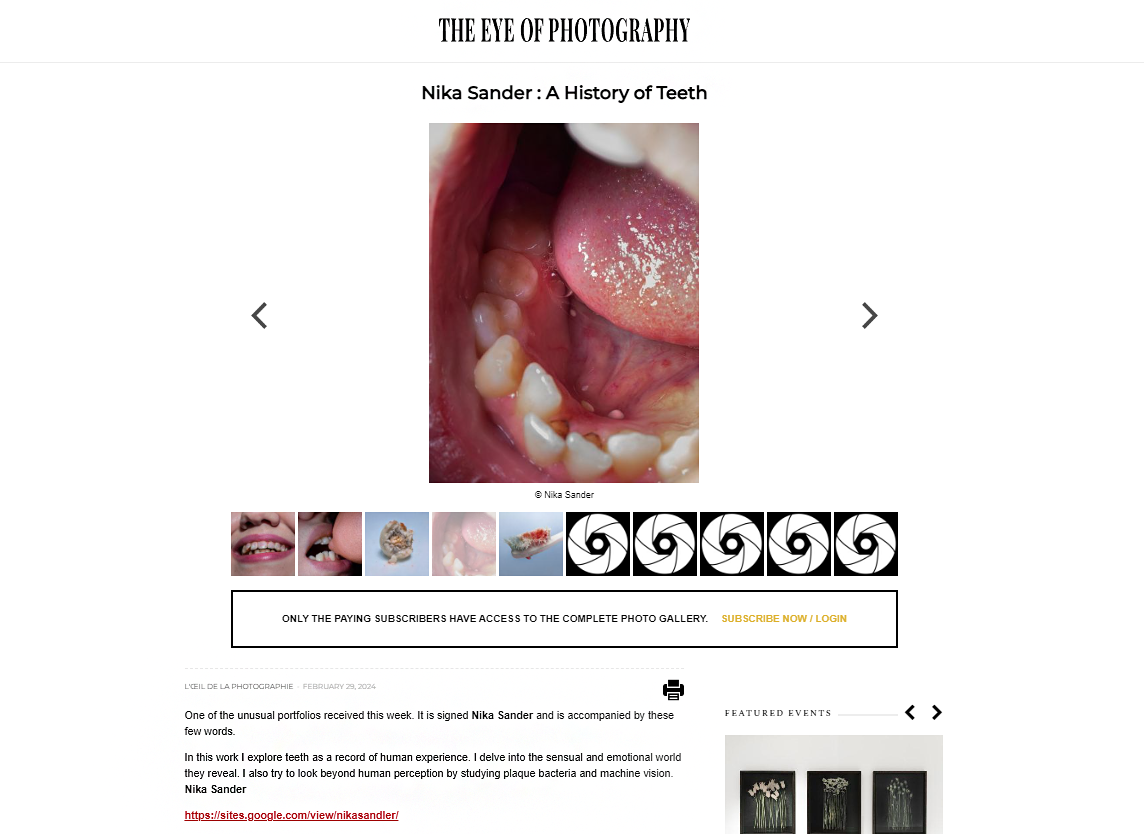 THE EYE OF PHOTOGRAPHY
Nika Sander : A History of Teeth
© Nika Sander
ONLY THE PAYING SUBSCRIBERS HAVE ACCESS TO THE COMPLETE PHOTO GALLERY. SUBSCRIBE NOW / LOGIN
L'ŒIL DE LA PHOTOGRAPHIE - FEBRUARY 29, 2024
One of the unusual portfolios received this week. It is signed Nika Sander and is accompanied by these
few words.
In this work I explore teeth as a record of human experience. I delve into the sensual and emotional world
they reveal. I also try to look beyond human perception by studying plaque bacteria and machine vision.
Nika Sander
https://sites.google.com/view/nikasandler/
FEATURED EVENTS